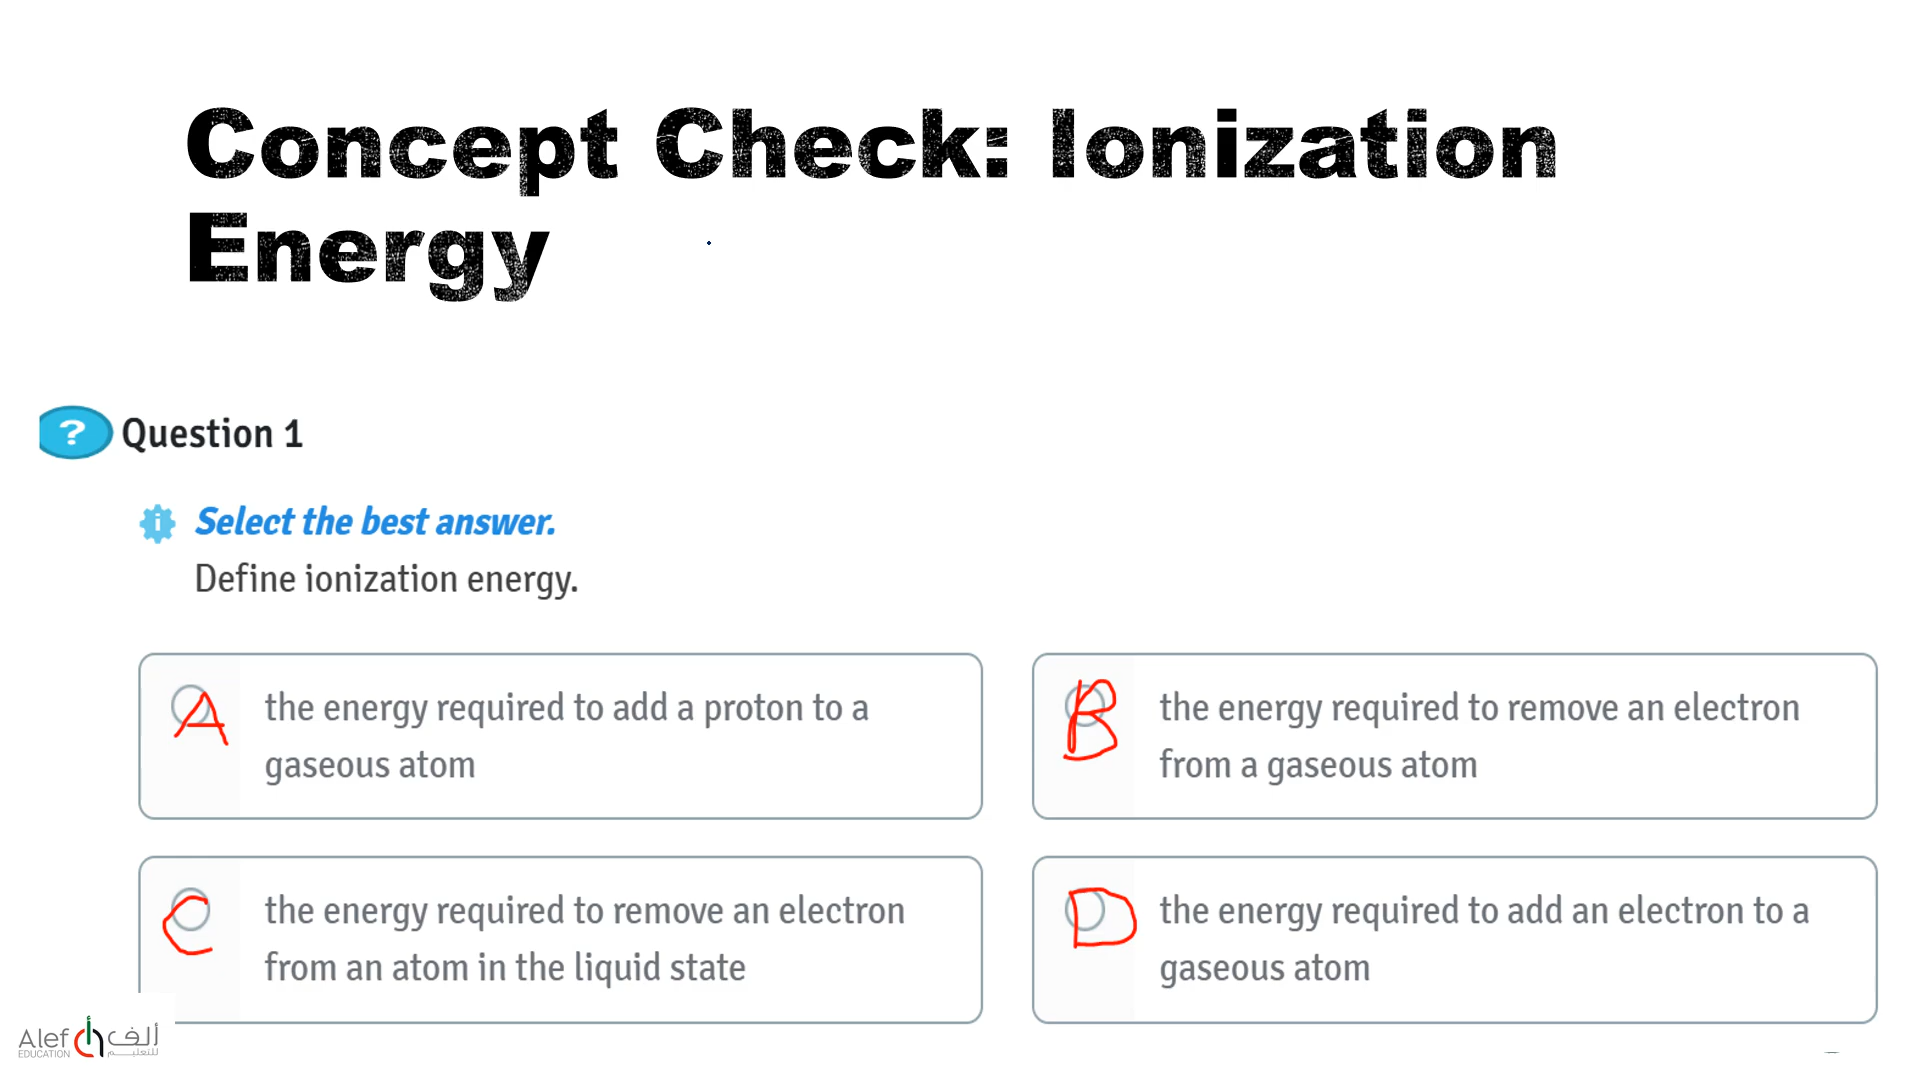 Concept Check: Ionization
Energy
? Question 1
i Select the best answer.
Define ionization energy.
A the energy required to add a proton to a
gaseous atom
B the energy required to remove an electron
from a gaseous atom
C the energy required to remove an electron
from an atom in the liquid state
D the energy required to add an electron to a
gaseous atom
Alef ألف
EDUCATION للتعليم